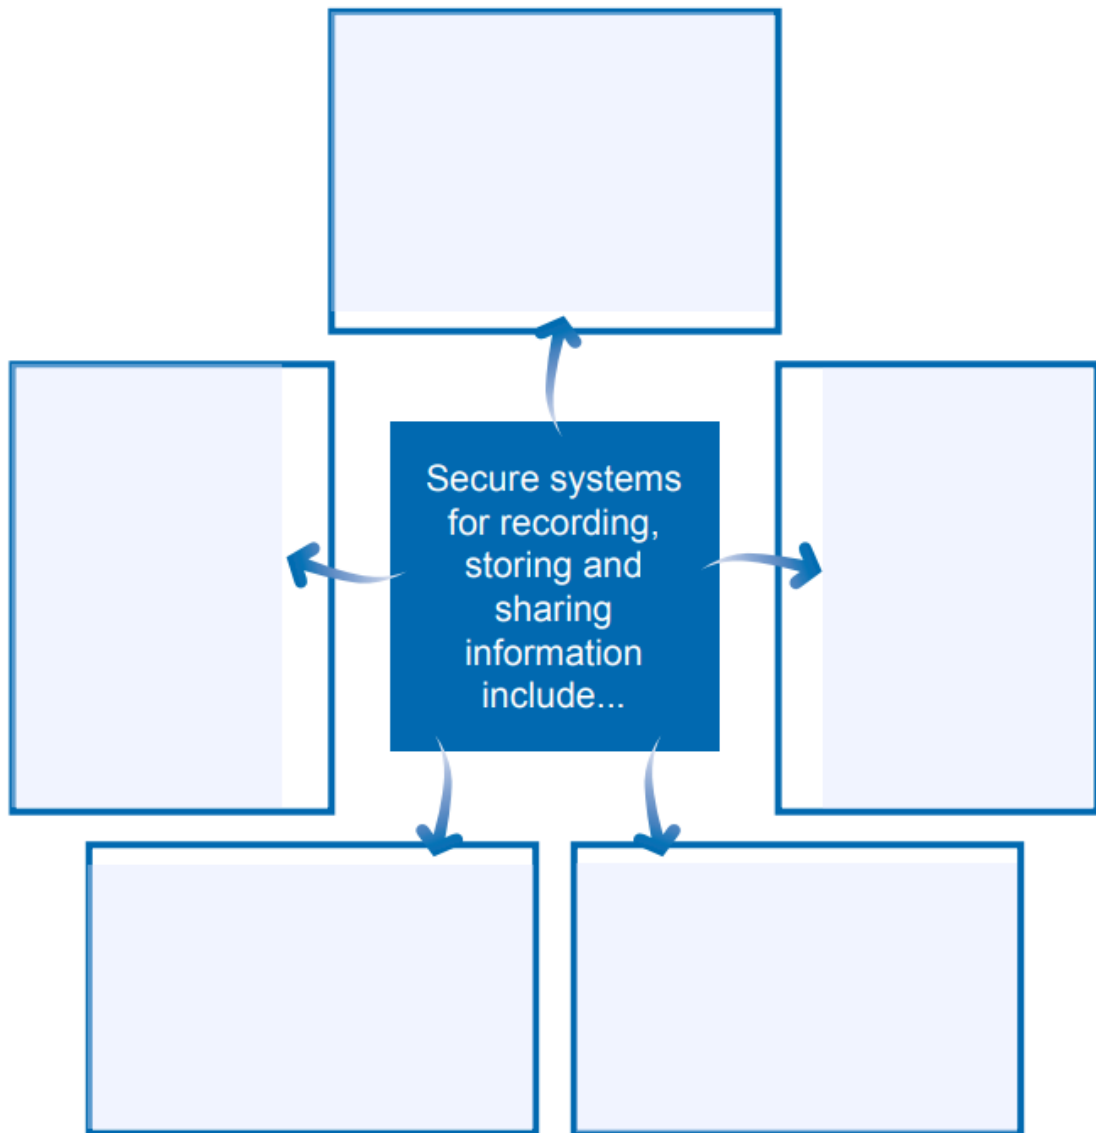 Secure systems
for recording,
storing and
sharing
information
include...